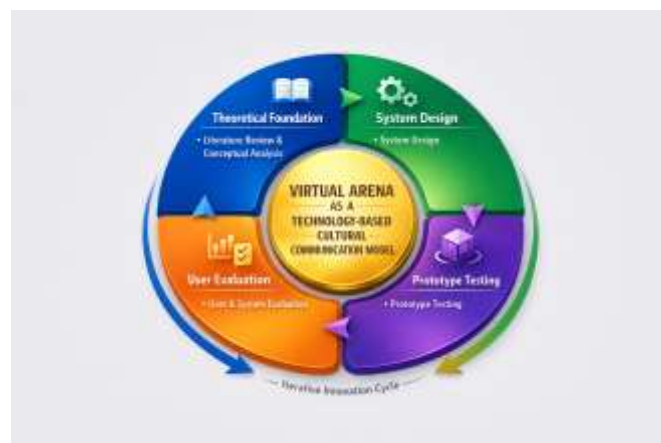 Theoretical Foundation
• Literature Review &
Conceptual Analysis
System Design
• System Design
VIRTUAL ARENA
AS A
TECHNOLOGY-BASED
CULTURAL
COMMUNICATION MODEL
User Evaluation
• User & System Evaluation
Prototype Testing
• Prototype Testing
Iterative Innovation Cycle